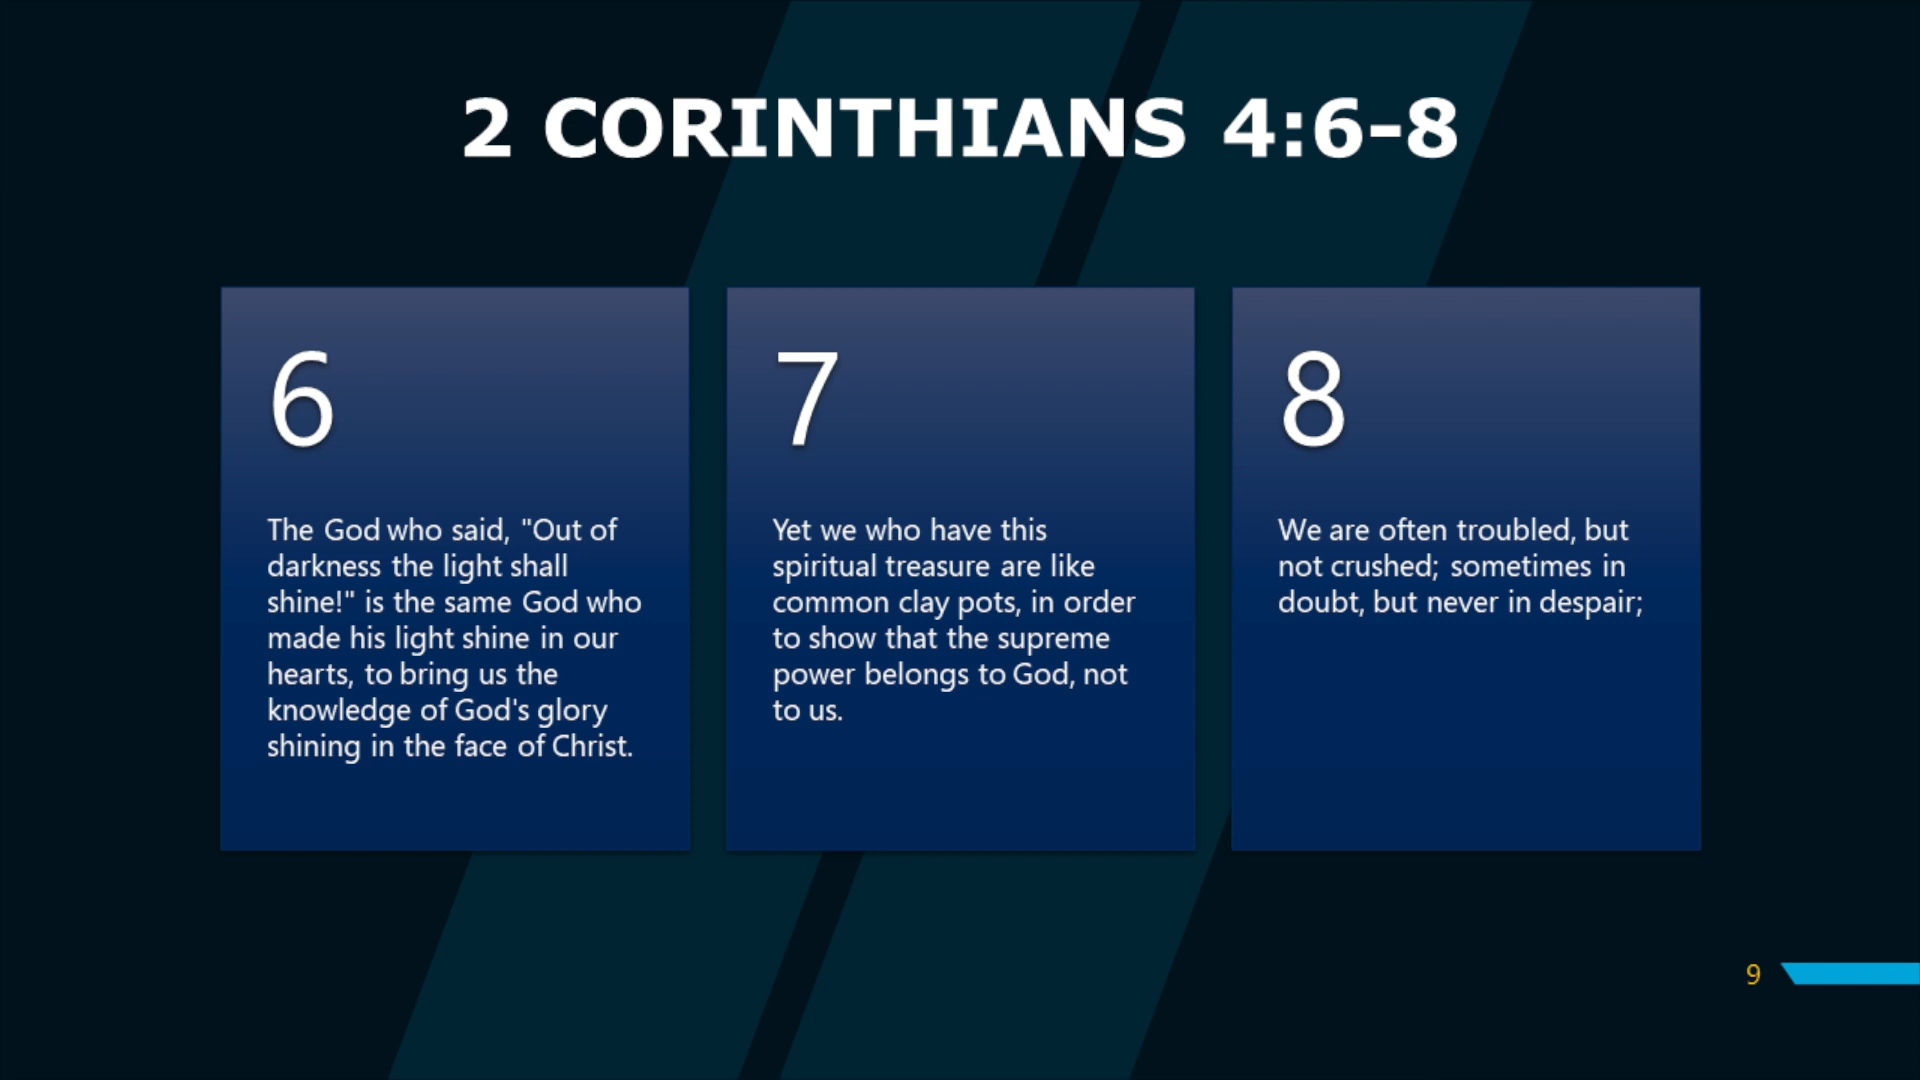 2 CORINTHIANS 4:6-8
6
The God who said, "Out of
darkness the light shall
shine!" is the same God who
made his light shine in our
hearts, to bring us the
knowledge of God's glory
shining in the face of Christ.
7
Yet we who have this
spiritual treasure are like
common clay pots, in order
to show that the supreme
power belongs to God, not
to us.
8
We are often troubled, but
not crushed; sometimes in
doubt, but never in despair;
9